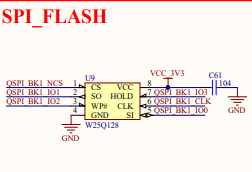 SPI_FLASH
VCC_3V3
U9
C61
QSPI_BK1_NCS 1 CS VCC 8 104
QSPI_BK1_IO1 2 SO HOLD 7 QSPI_BK1_IO3
QSPI_BK1_IO2 3 WP# CLK 6 QSPI_BK1_CLK
4 GND SI 5 QSPI_BK1_IO0
W25Q128
GND
GND